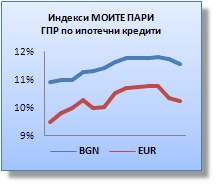 Индекси МОИТЕ ПАРИ
ГПР по ипотечни кредити
12%
11%
10%
9%
BGN EUR